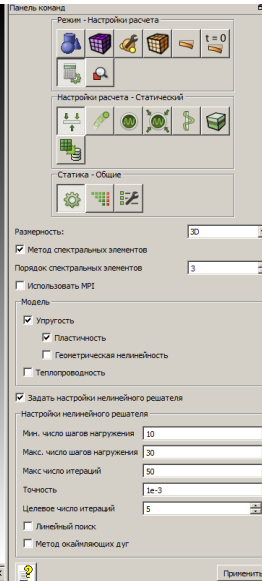 Панель команд
Режим - Настройки расчета
t = 0
Настройки расчета - Статический
Статика - Общие
Размерность: 3D
Метод спектральных элементов
Порядок спектральных элементов 3
Использовать MPI
Модель
Упругость
Пластичность
Геометрическая нелинейность
Теплопроводность
Задать настройки нелинейного решателя
Настройки нелинейного решателя
Мин. число шагов нагружения 10
Макс. число шагов нагружения 30
Макс число итераций 50
Точность 1e-3
Целевое число итераций 5
Линейный поиск
Метод окаймляющих дуг
Применить